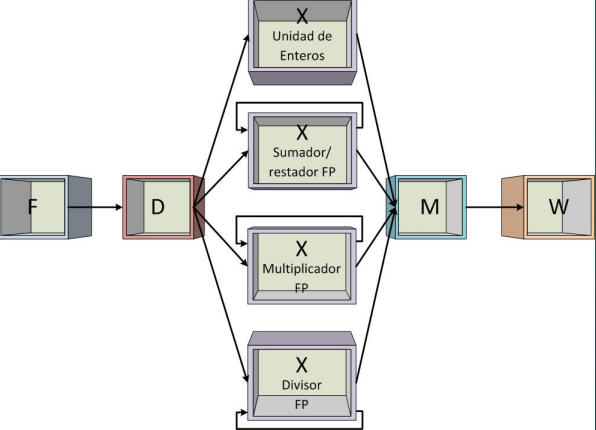 X
Unidad de
Enteros
X
Sumador/
restador FP
F
D
M
W
X
Multiplicador
FP
X
Divisor
FP